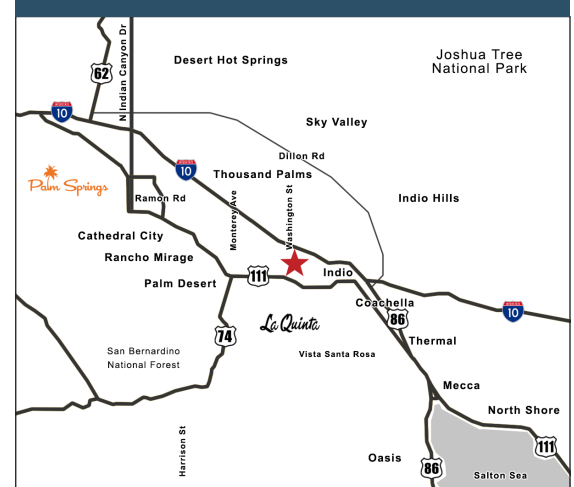 N Indian Canyon Dr
Desert Hot Springs
Joshua Tree
National Park
62
10
Sky Valley
Dillon Rd
10
Thousand Palms
Palm Springs
Ramon Rd
Monterey Ave
Washington St
Indio Hills
Cathedral City
Rancho Mirage
111
Indio
Palm Desert
Coachella
10
La Quinta
86
74
Thermal
San Bernardino
National Forest
Vista Santa Rosa
Mecca
North Shore
Harrison St
111
Oasis
86
Salton Sea